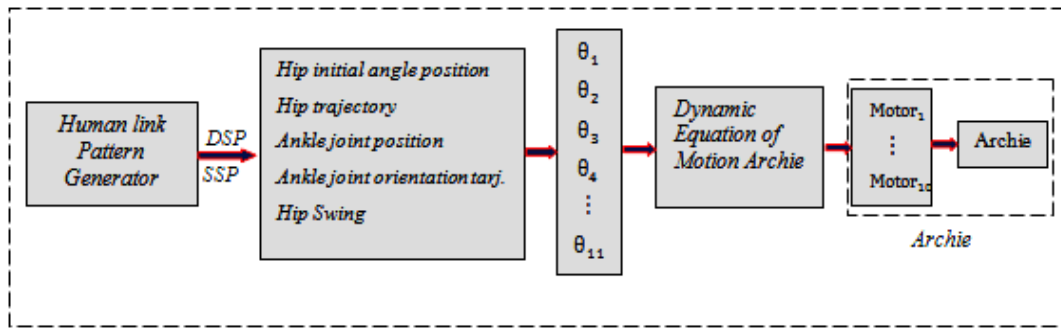 Human link
Pattern
Generator
DSP
SSP
Hip initial angle position
Hip trajectory
Ankle joint position
Ankle joint orientation tarj.
Hip Swing
θ1
θ2
θ3
θ4
⋮
θ11
Dynamic
Equation of
Motion Archie
Motor1
⋮
Motor10
Archie
Archie